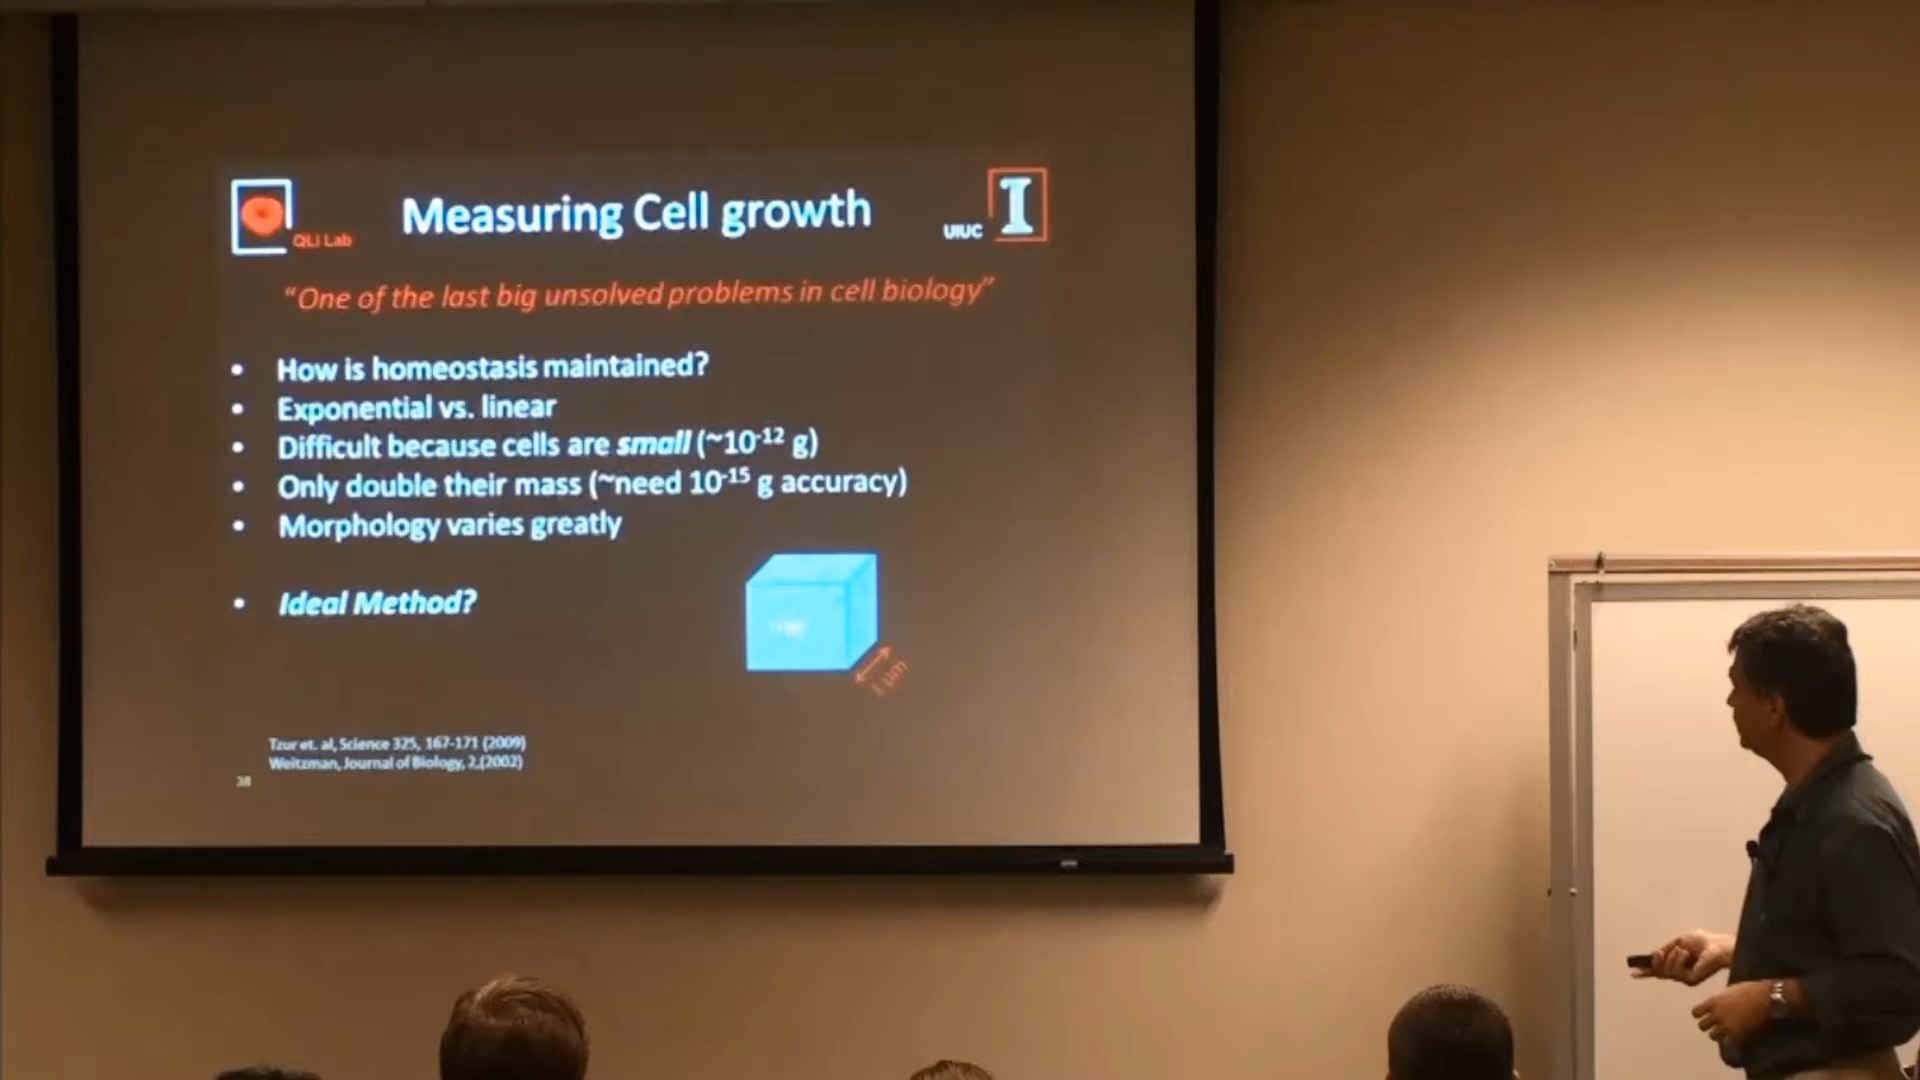 QLI Lab
Measuring Cell growth
UIUC
I
“One of the last big unsolved problems in cell biology”
• How is homeostasis maintained?
• Exponential vs. linear
• Difficult because cells are small (~10⁻¹² g)
• Only double their mass (~need 10⁻¹⁵ g accuracy)
• Morphology varies greatly
• Ideal Method?
1 µm
Tzur et. al, Science 325, 167-171 (2009)
Weitzman, Journal of Biology, 2,(2002)
38